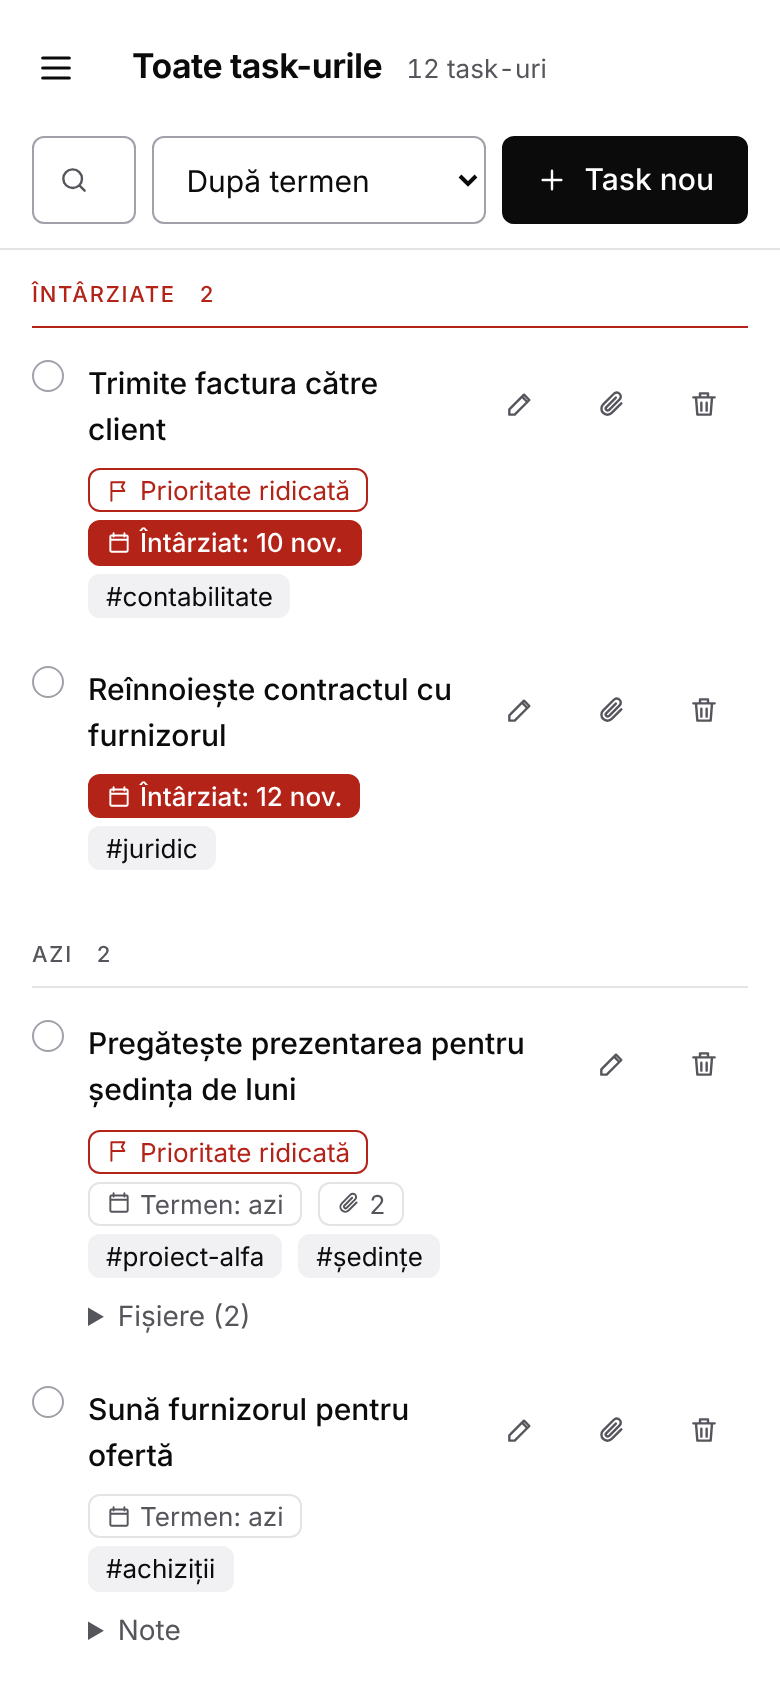 Toate task-urile 12 task-uri
După termen
+ Task nou
ÎNTÂRZIATE 2
Trimite factura către
client
Prioritate ridicată
Întârziat: 10 nov.
#contabilitate
Reînnoiește contractul cu
furnizorul
Întârziat: 12 nov.
#juridic
AZI 2
Pregătește prezentarea pentru
ședința de luni
Prioritate ridicată
Termen: azi 2
#proiect-alfa #ședințe
Fișiere (2)
Sună furnizorul pentru
ofertă
Termen: azi
#achiziții
Note